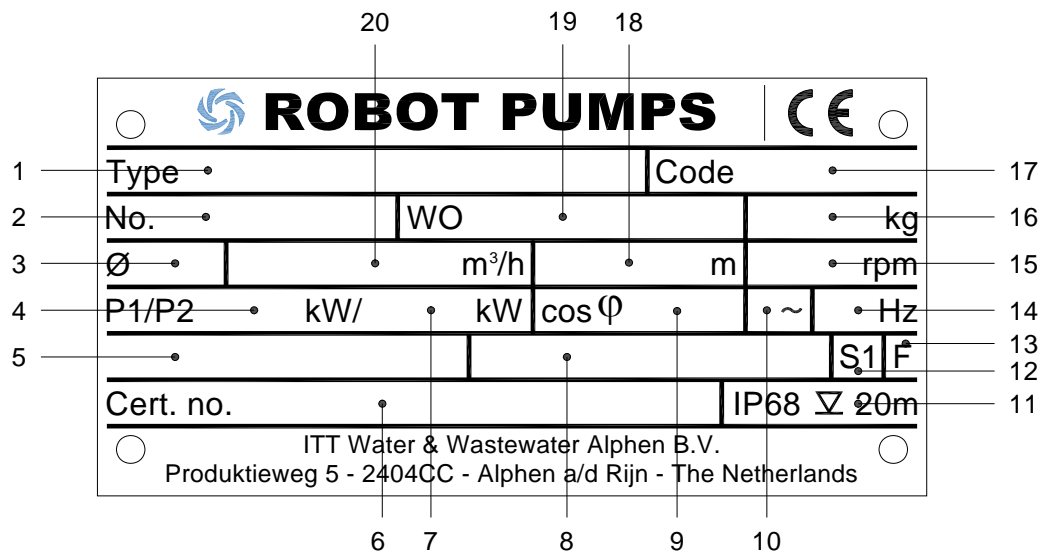 20 19 18
ROBOT PUMPS CE
1 Type Code 17
2 No. WO kg 16
3 Ø m³/h m rpm 15
4 P1/P2 kW/ kW cos φ ~ Hz 14
13
5 S1 F
12
Cert. no. IP68 20m 11
ITT Water & Wastewater Alphen B.V.
Produktieweg 5 - 2404CC - Alphen a/d Rijn - The Netherlands
6 7 8 9 10